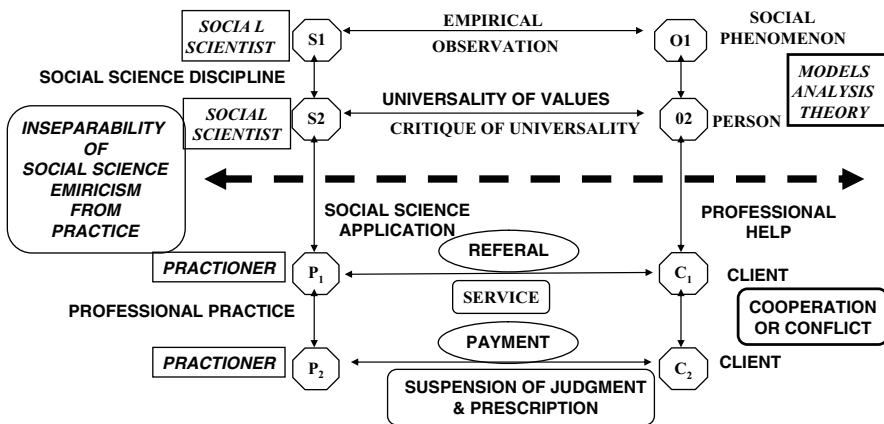 SOCIA L
SCIENTIST
S1
EMPIRICAL
OBSERVATION
O1
SOCIAL
PHENOMENON
SOCIAL SCIENCE DISCIPLINE
MODELS
ANALYSIS
THEORY
SOCIAL
SCIENTIST
S2
UNIVERSALITY OF VALUES
CRITIQUE OF UNIVERSALITY
02
PERSON
INSEPARABILITY
OF
SOCIAL SCIENCE
EMIRICISM
FROM
PRACTICE
SOCIAL SCIENCE
APPLICATION
PROFESSIONAL
HELP
PRACTIONER
P1
REFERAL
SERVICE
C1
CLIENT
PROFESSIONAL PRACTICE
COOPERATION
OR CONFLICT
PRACTIONER
P2
PAYMENT
C2
CLIENT
SUSPENSION OF JUDGMENT
& PRESCRIPTION